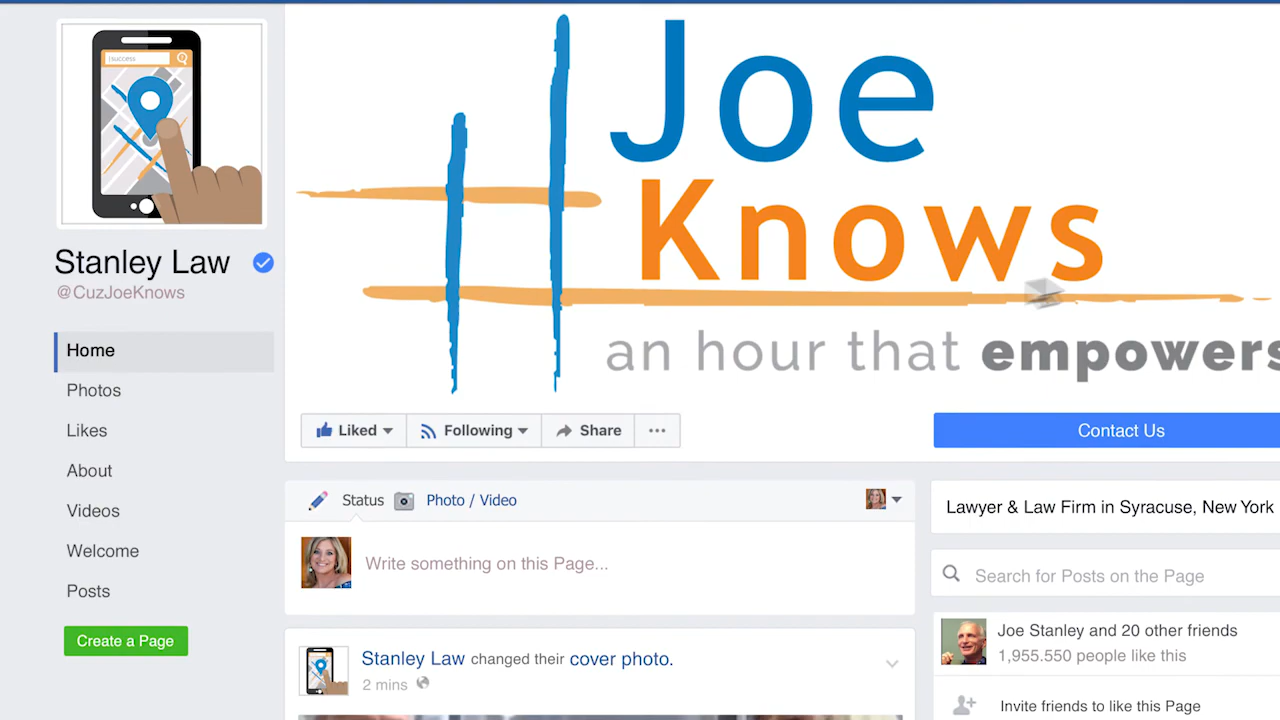 success
Joe
Knows
an hour that empowers
Stanley Law
@CuzJoeKnows
Home
Photos
Likes
About
Videos
Welcome
Posts
Create a Page
Liked
Following
Share
Contact Us
Status
Photo / Video
Write something on this Page...
Stanley Law changed their cover photo.
2 mins
Lawyer & Law Firm in Syracuse, New York
Search for Posts on the Page
Joe Stanley and 20 other friends
1,955.550 people like this
Invite friends to like this Page